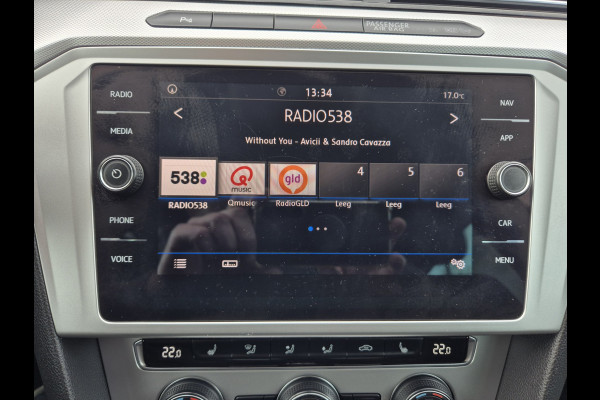 P
PASSENGER
AIR BAG
RADIO
MEDIA
PHONE
VOICE
NAV
APP
CAR
MENU
13:34
17.0°C
< RADIO538 >
Without You - Avicii & Sandro Cavazza
538 Q music gld 4 5 6
RADIO538 Qmusic RadioGLD Leeg Leeg Leeg
22.0 22.0